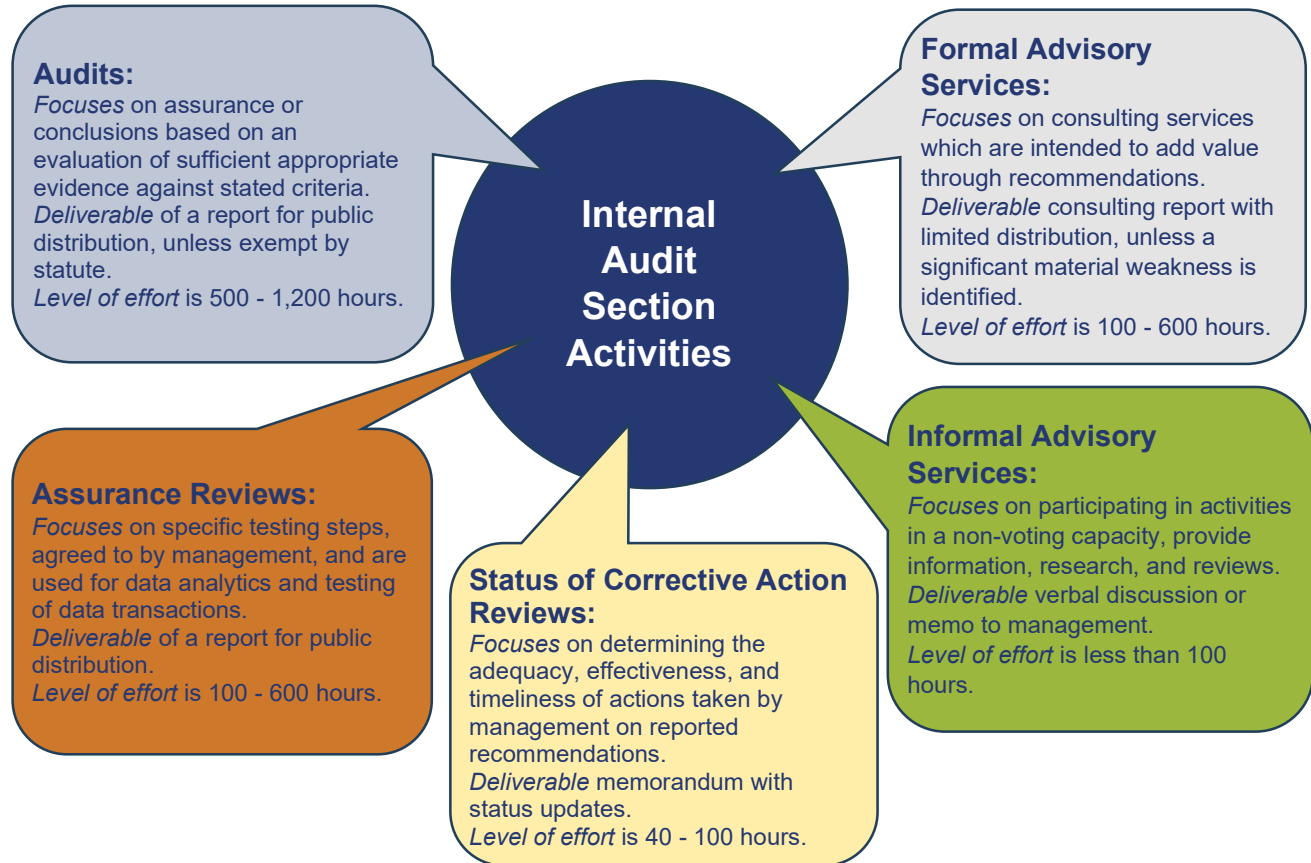 Audits:
Focuses on assurance or
conclusions based on an
evaluation of sufficient appropriate
evidence against stated criteria.
Deliverable of a report for public
distribution, unless exempt by
statute.
Level of effort is 500 - 1,200 hours.
Formal Advisory
Services:
Focuses on consulting services
which are intended to add value
through recommendations.
Deliverable consulting report with
limited distribution, unless a
significant material weakness is
identified.
Level of effort is 100 - 600 hours.
Internal
Audit
Section
Activities
Assurance Reviews:
Focuses on specific testing steps,
agreed to by management, and are
used for data analytics and testing
of data transactions.
Deliverable of a report for public
distribution.
Level of effort is 100 - 600 hours.
Status of Corrective Action
Reviews:
Focuses on determining the
adequacy, effectiveness, and
timeliness of actions taken by
management on reported
recommendations.
Deliverable memorandum with
status updates.
Level of effort is 40 - 100 hours.
Informal Advisory
Services:
Focuses on participating in activities
in a non-voting capacity, provide
information, research, and reviews.
Deliverable verbal discussion or
memo to management.
Level of effort is less than 100
hours.